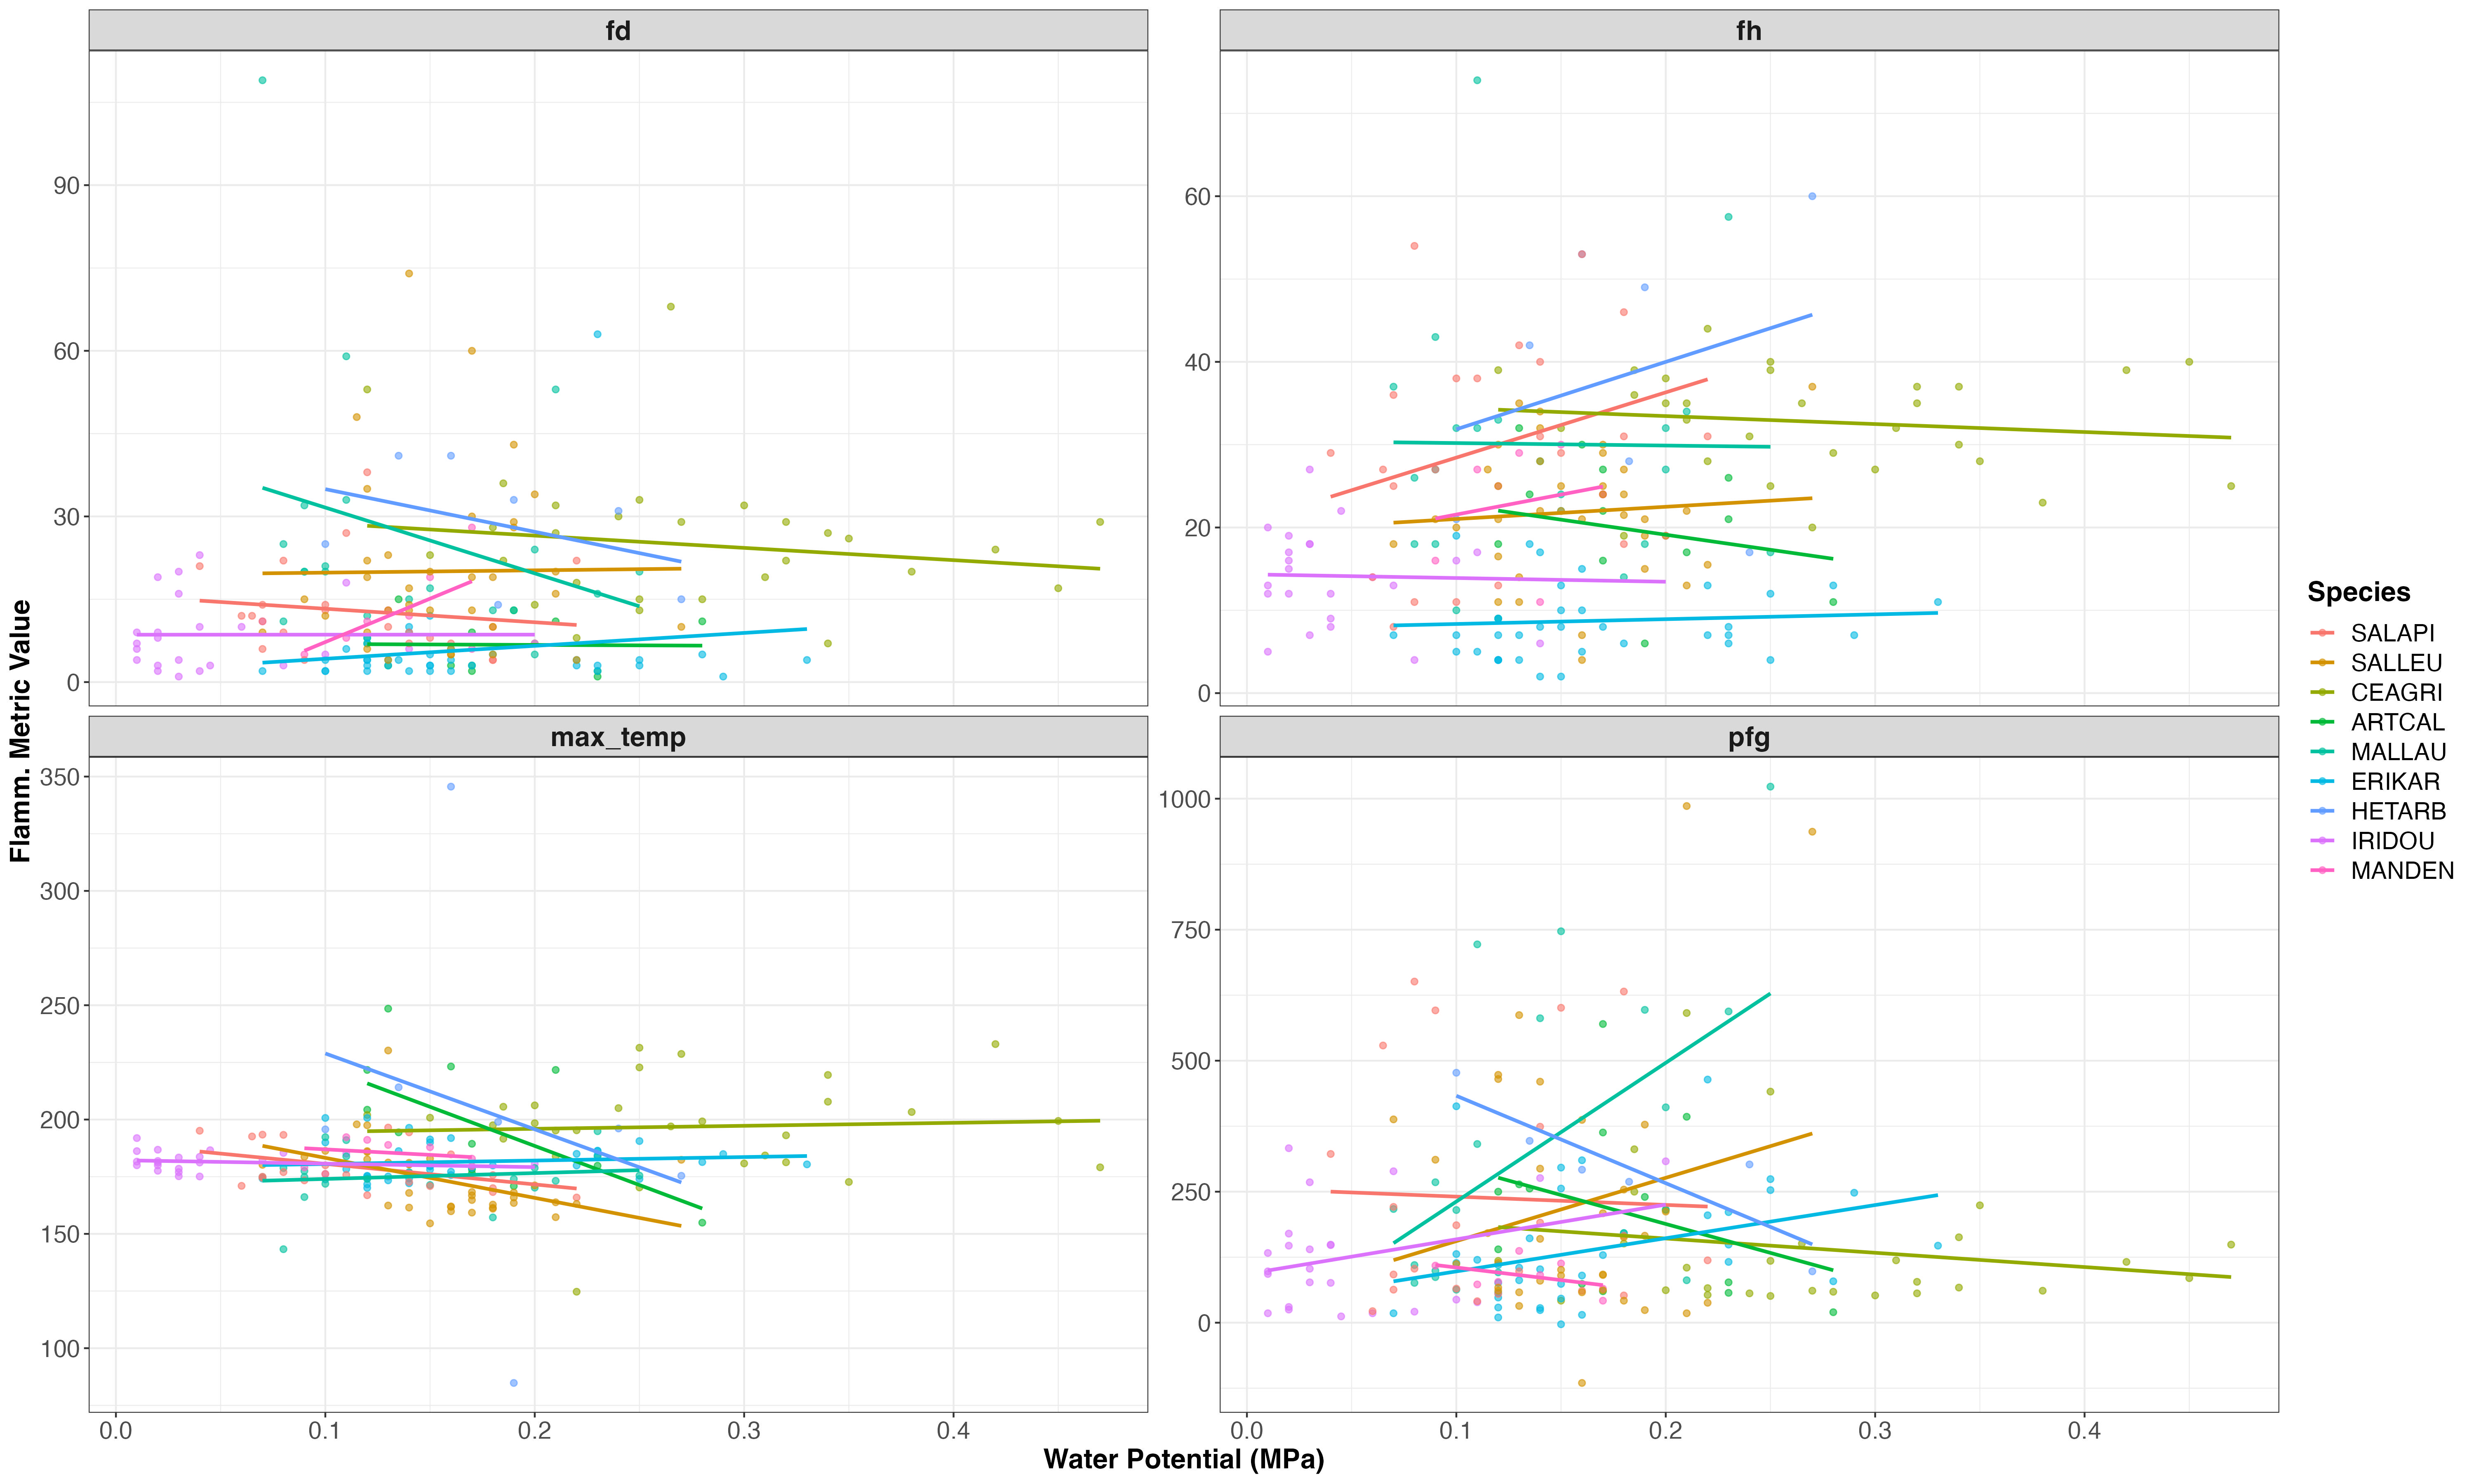 fd
fh
90
60
30
0
60
40
20
0
Flamm. Metric Value
max_temp
pfg
350
300
250
200
150
100
1000
750
500
250
0
0.0 0.1 0.2 0.3 0.4
0.0 0.1 0.2 0.3 0.4
Water Potential (MPa)
Species
SALAPI
SALLEU
CEAGRI
ARTCAL
MALLAU
ERIKAR
HETARB
IRIDOU
MANDEN